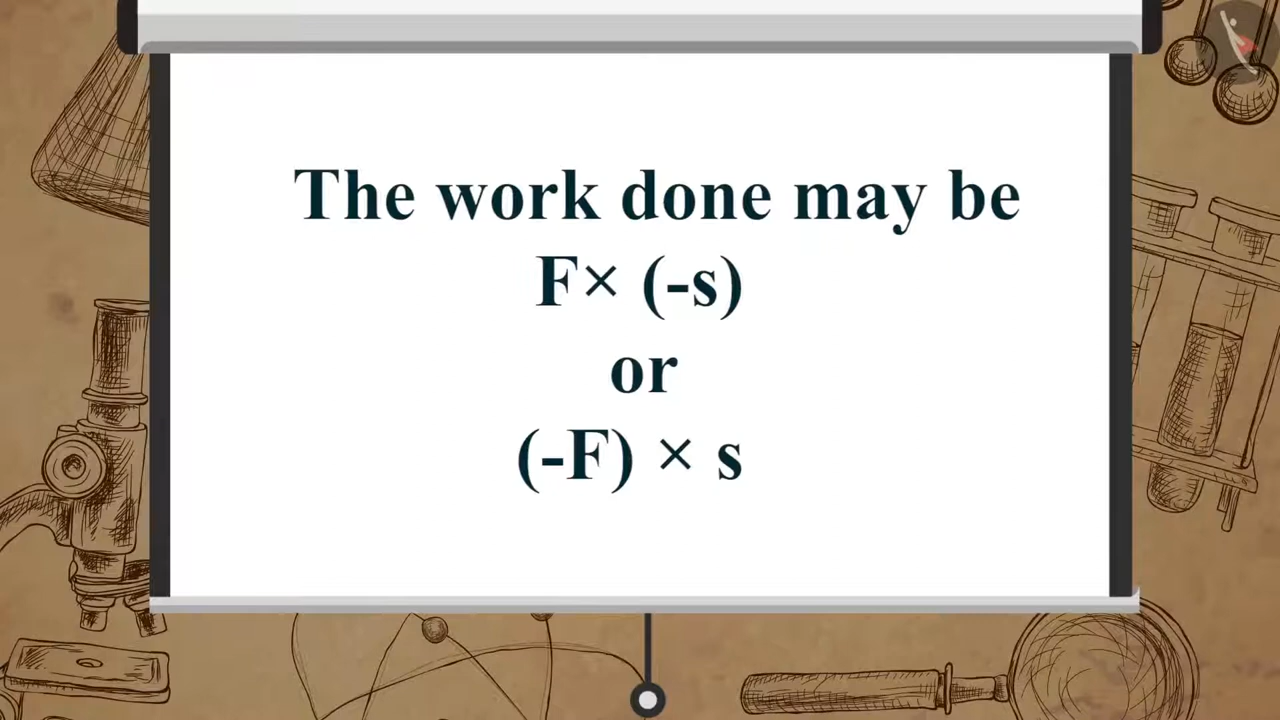 The work done may be
F× (-s)
or
(-F) × s